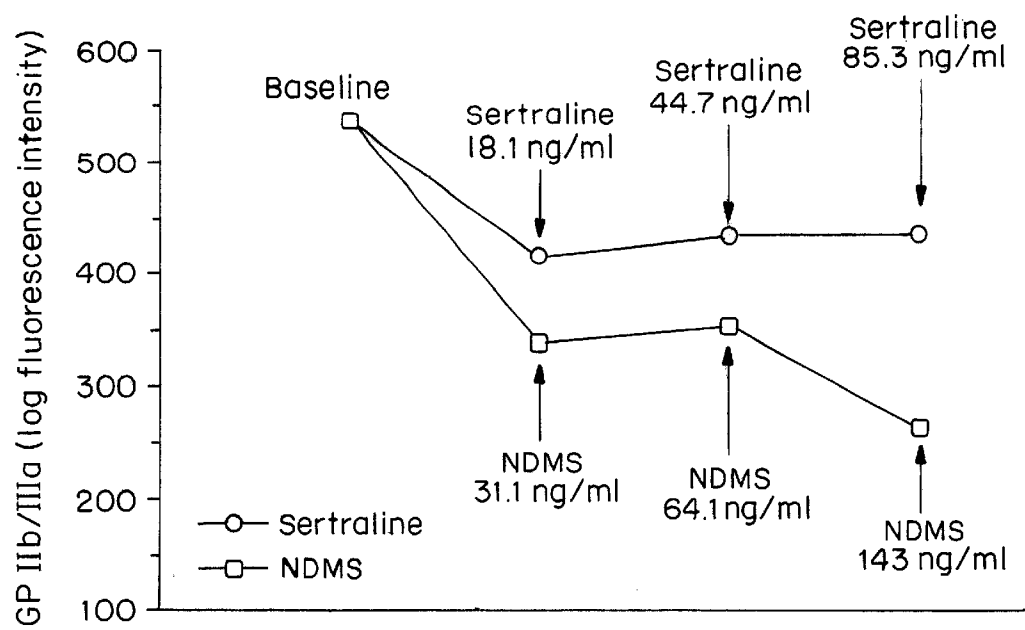 GP IIb/IIIa (log fluorescence intensity)
600
500
400
300
200
100
Baseline
Sertraline
18.1 ng/ml
Sertraline
44.7 ng/ml
Sertraline
85.3 ng/ml
NDMS
31.1 ng/ml
NDMS
64.1 ng/ml
NDMS
143 ng/ml
Sertraline
NDMS